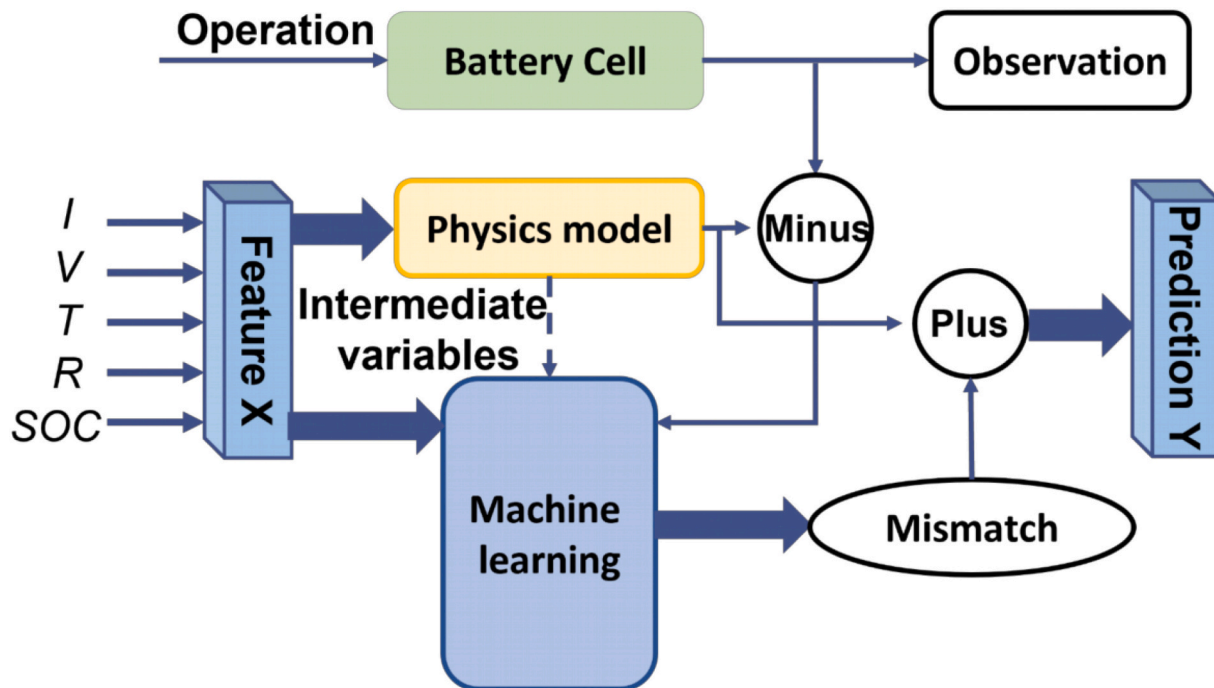 Operation
Battery Cell
Observation
I
V
T
R
SOC
Feature X
Physics model
Minus
Intermediate
variables
Plus
Prediction Y
Machine
learning
Mismatch